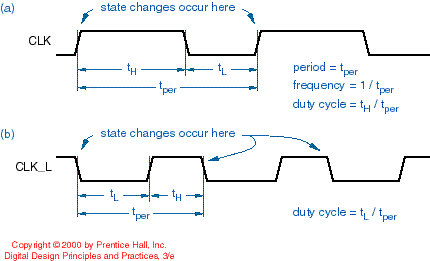 (a)
state changes occur here
CLK
tH
tL
tper
period = tper
frequency = 1 / tper
duty cycle = tH / tper
(b)
state changes occur here
CLK_L
tL
tH
tper
duty cycle = tL / tper
Copyright © 2000 by Prentice Hall, Inc.
Digital Design Principles and Practices, 3/e